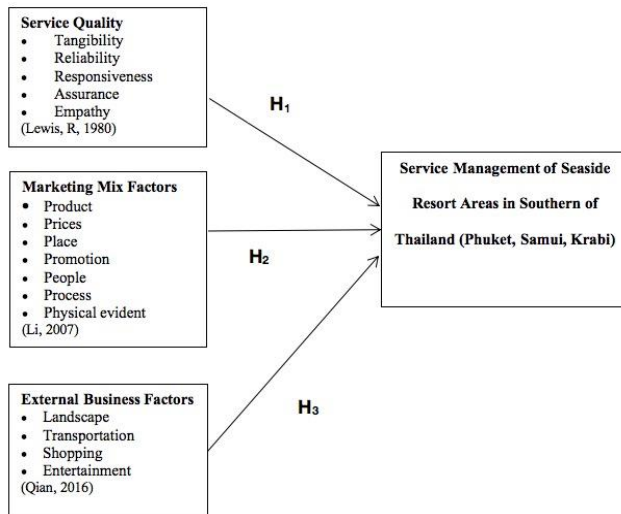 Service Quality
• Tangibility
• Reliability
• Responsiveness
• Assurance
• Empathy
(Lewis, R, 1980)
H₁
Service Management of Seaside
Resort Areas in Southern of
Thailand (Phuket, Samui, Krabi)
Marketing Mix Factors
• Product
• Prices
• Place
• Promotion
• People
• Process
• Physical evident
(Li, 2007)
H₂
External Business Factors
• Landscape
• Transportation
• Shopping
• Entertainment
(Qian, 2016)
H₃